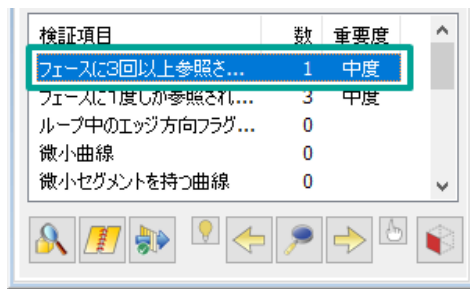 検証項目 数 重要度
フェースに3回以上参照さ... 1 中度
フェースに1度しか参照され... 3 中度
ループ中のエッジ方向フラグ... 0
微小曲線 0
微小セグメントを持つ曲線 0